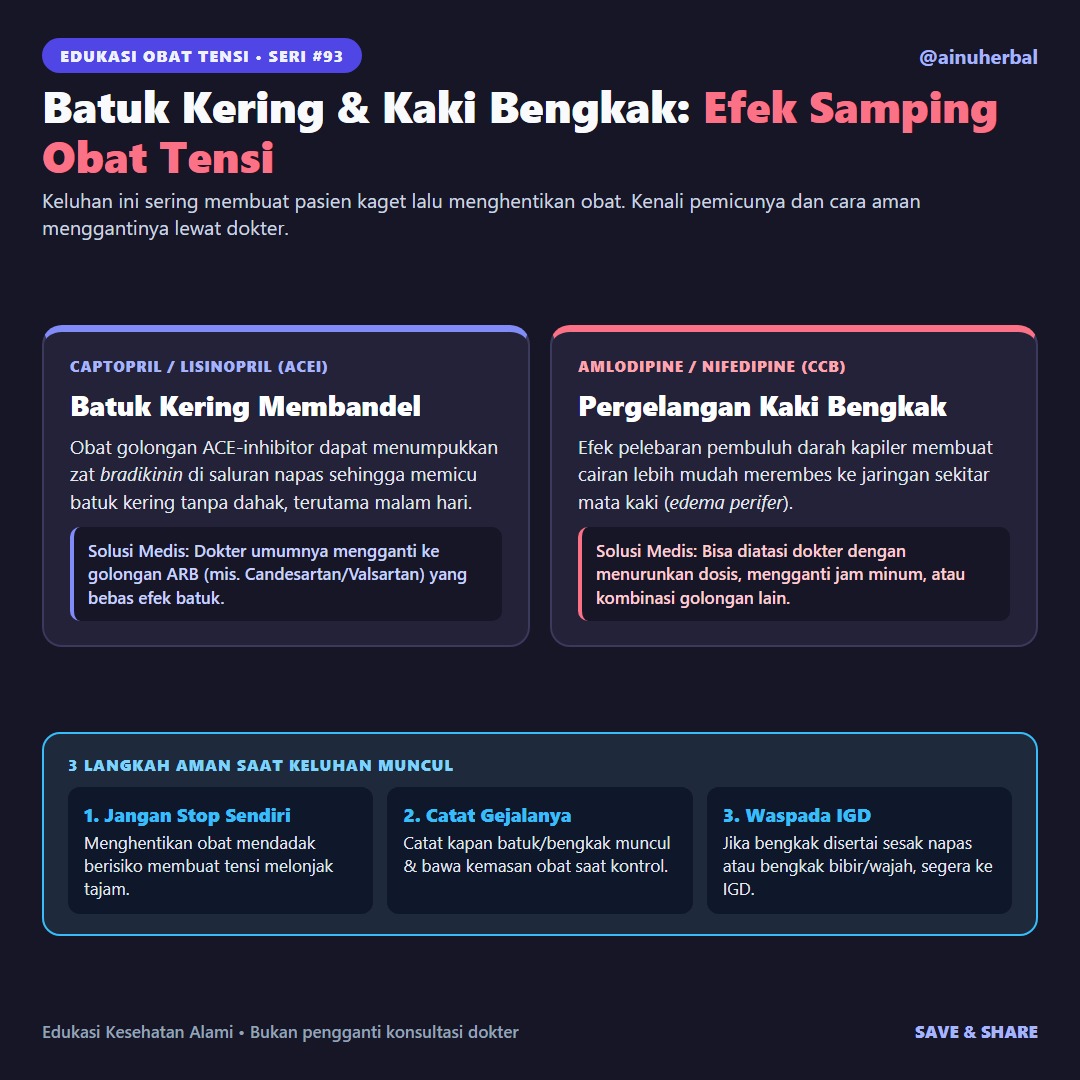 EDUKASI OBAT TENSI • SERI #93
@ainuherbal
Batuk Kering & Kaki Bengkak: Efek Samping
Obat Tensi
Keluhan ini sering membuat pasien kaget lalu menghentikan obat. Kenali pemicunya dan cara aman
menggantinya lewat dokter.
CAPTOPRIL / LISINOPRIL (ACEI)
Batuk Kering Membandel
Obat golongan ACE-inhibitor dapat menumpukkan
zat bradikinin di saluran napas sehingga memicu
batuk kering tanpa dahak, terutama malam hari.
Solusi Medis: Dokter umumnya mengganti ke
golongan ARB (mis. Candesartan/Valsartan) yang
bebas efek batuk.
AMLODIPINE / NIFEDIPINE (CCB)
Pergelangan Kaki Bengkak
Efek pelebaran pembuluh darah kapiler membuat
cairan lebih mudah merembes ke jaringan sekitar
mata kaki (edema perifer).
Solusi Medis: Bisa diatasi dokter dengan
menurunkan dosis, mengganti jam minum, atau
kombinasi golongan lain.
3 LANGKAH AMAN SAAT KELUHAN MUNCUL
1. Jangan Stop Sendiri
Menghentikan obat mendadak
berisiko membuat tensi melonjak
tajam.
2. Catat Gejalanya
Catat kapan batuk/bengkak muncul
& bawa kemasan obat saat kontrol.
3. Waspada IGD
Jika bengkak disertai sesak napas
atau bengkak bibir/wajah, segera ke
IGD.
Edukasi Kesehatan Alami • Bukan pengganti konsultasi dokter
SAVE & SHARE